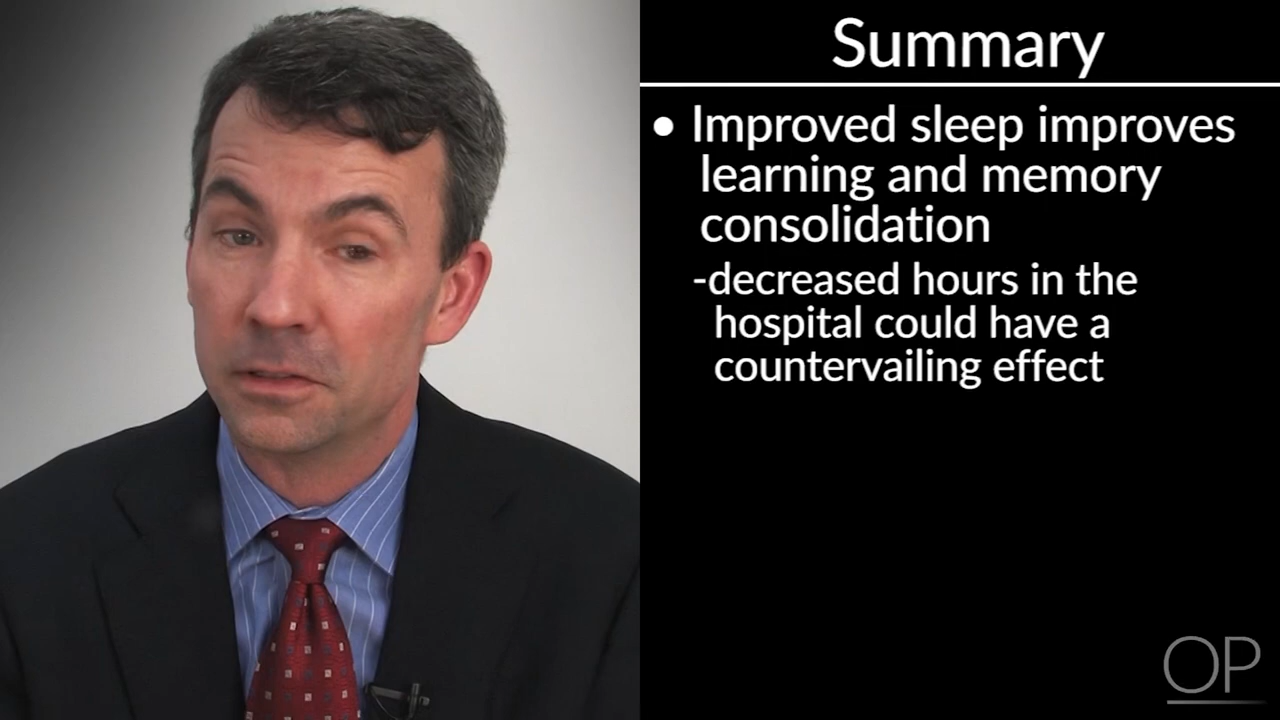 Summary
• Improved sleep improves
learning and memory
consolidation
-decreased hours in the
hospital could have a
countervailing effect
OP